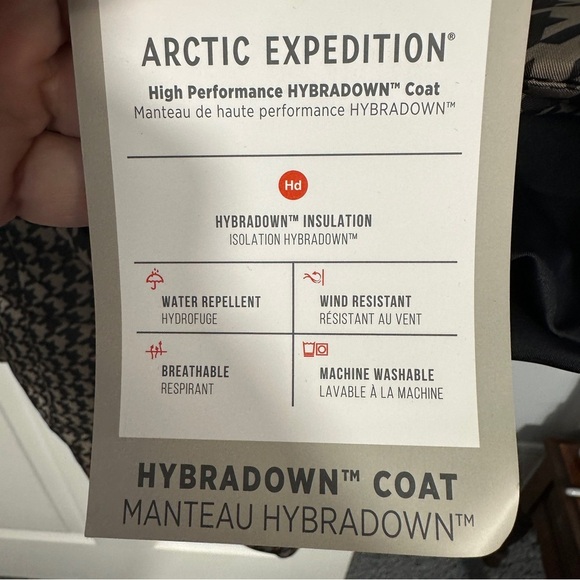 ARCTIC EXPEDITION®
High Performance HYBRADOWN™ Coat
Manteau de haute performance HYBRADOWN™
Hd
HYBRADOWN™ INSULATION
ISOLATION HYBRADOWN™
WATER REPELLENT
HYDROFUGE
WIND RESISTANT
RÉSISTANT AU VENT
BREATHABLE
RESPIRANT
MACHINE WASHABLE
LAVABLE À LA MACHINE
HYBRADOWN™ COAT
MANTEAU HYBRADOWN™